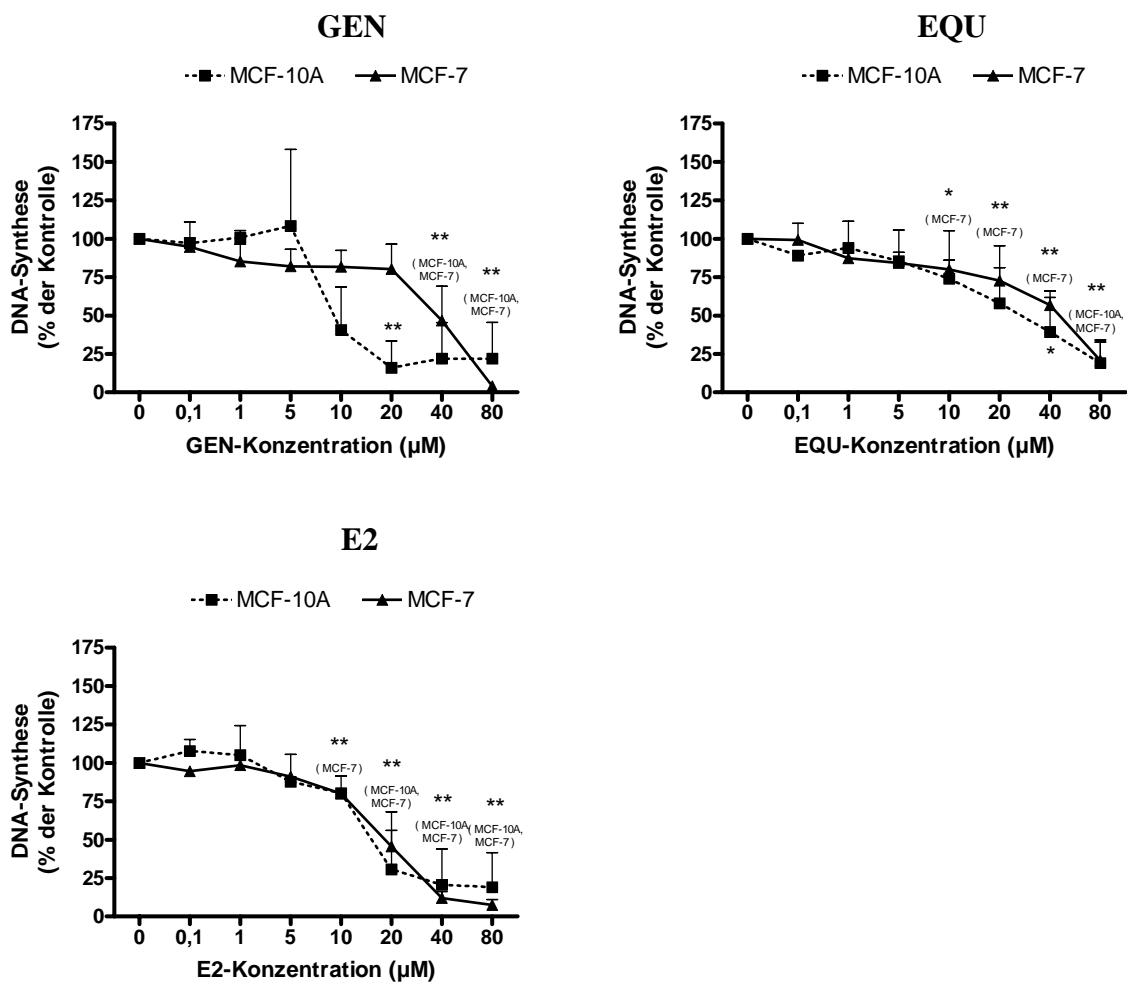 GEN
MCF-10A MCF-7
DNA-Synthese
(% der Kontrolle)
175
150
125
100
75
50
25
0
**
**
( MCF-10A,
MCF-7 )
**
( MCF-10A,
MCF-7 )
0 0,1 1 5 10 20 40 80
GEN-Konzentration (µM)
EQU
MCF-10A MCF-7
DNA-Synthese
(% der Kontrolle)
175
150
125
100
75
50
25
0
*
( MCF-7 )
**
( MCF-7 )
**
( MCF-7 )
*
**
( MCF-10A,
MCF-7 )
0 0,1 1 5 10 20 40 80
EQU-Konzentration (µM)
E2
MCF-10A MCF-7
DNA-Synthese
(% der Kontrolle)
175
150
125
100
75
50
25
0
**
( MCF-7 )
**
( MCF-10A,
MCF-7 )
**
( MCF-10A,
MCF-7 )
**
( MCF-10A,
MCF-7 )
0 0,1 1 5 10 20 40 80
E2-Konzentration (µM)